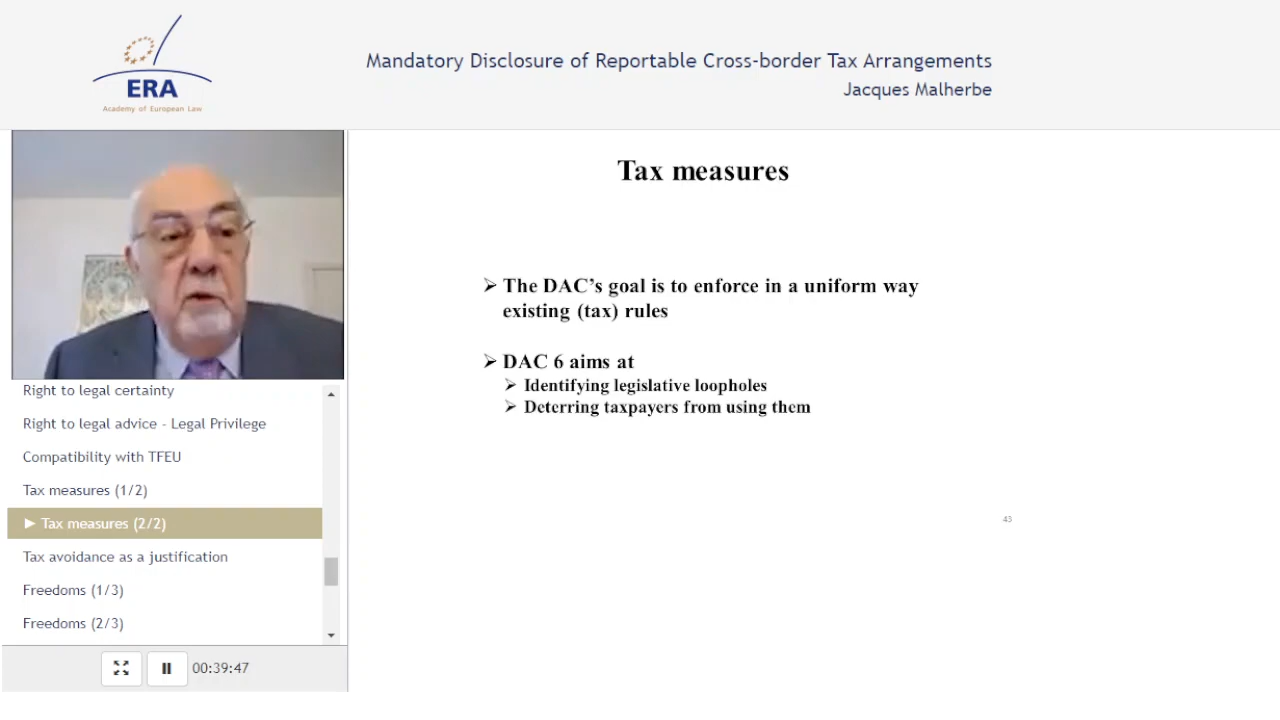 ERA
Academy of European Law
Mandatory Disclosure of Reportable Cross-border Tax Arrangements
Jacques Malherbe
Right to legal certainty
Right to legal advice - Legal Privilege
Compatibility with TFEU
Tax measures (1/2)
► Tax measures (2/2)
Tax avoidance as a justification
Freedoms (1/3)
Freedoms (2/3)
00:39:47
Tax measures
➢ The DAC’s goal is to enforce in a uniform way
existing (tax) rules
➢ DAC 6 aims at
➢ Identifying legislative loopholes
➢ Deterring taxpayers from using them
43